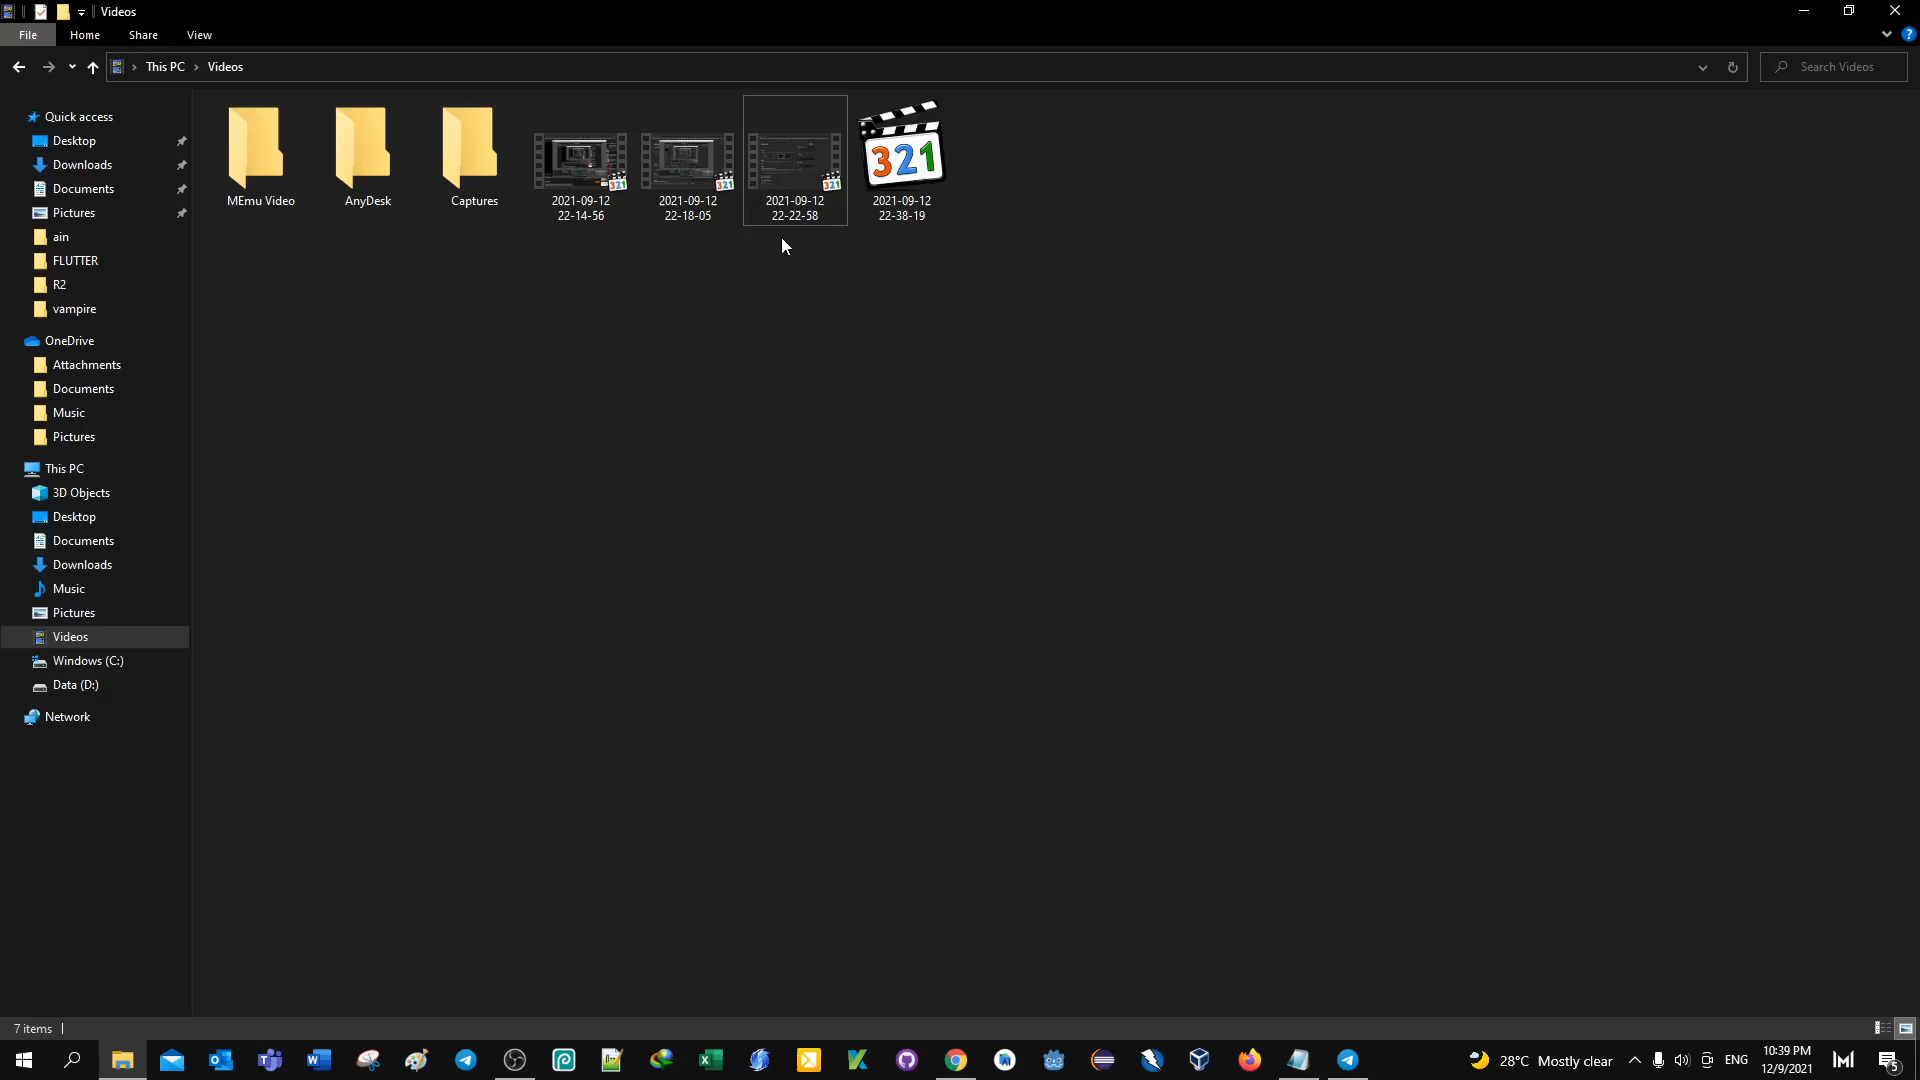 Videos
File Home Share View
This PC Videos
Search Videos
Quick access
Desktop
Downloads
Documents
Pictures
ain
FLUTTER
R2
vampire
OneDrive
Attachments
Documents
Music
Pictures
This PC
3D Objects
Desktop
Documents
Downloads
Music
Pictures
Videos
Windows (C:)
Data (D:)
Network
MEmu Video
AnyDesk
Captures
321
2021-09-12
22-14-56
321
2021-09-12
22-18-05
321
2021-09-12
22-22-58
321
2021-09-12
22-38-19
7 items
28°C Mostly clear
ENG
10:39 PM
12/9/2021
5